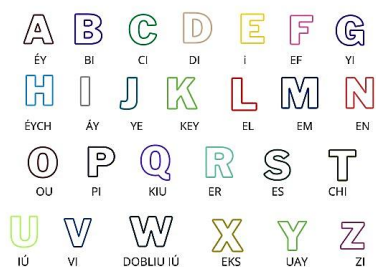 A B C D E F G
ÉY BI CI DI i EF YI
H I J K L M N
ÉYCH ÁY YE KEY EL EM EN
O P Q R S T
OU PI KIU ER ES CHI
U V W X Y Z
IÚ VI DOBLIU IÚ EKS UAY ZI